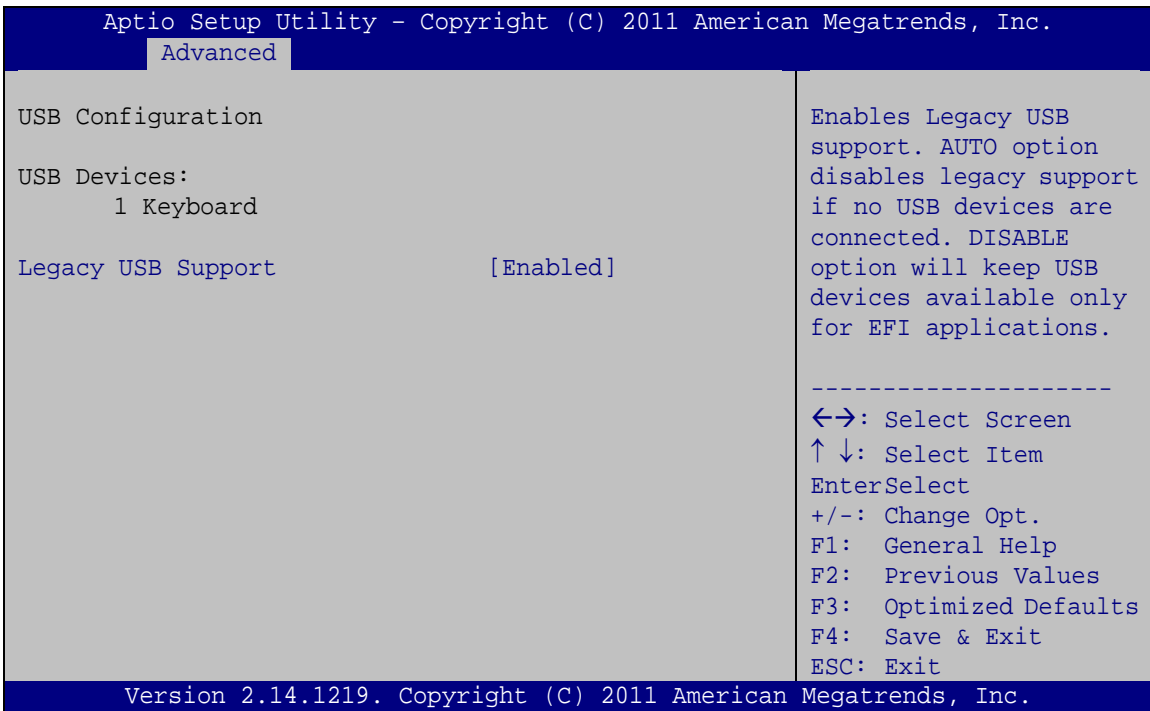 Aptio Setup Utility – Copyright (C) 2011 American Megatrends, Inc.
Advanced
USB Configuration
USB Devices:
1 Keyboard
Legacy USB Support [Enabled]
Enables Legacy USB
support. AUTO option
disables legacy support
if no USB devices are
connected. DISABLE
option will keep USB
devices available only
for EFI applications.
---------------------
←→: Select Screen
↑ ↓: Select Item
EnterSelect
+/-: Change Opt.
F1: General Help
F2: Previous Values
F3: Optimized Defaults
F4: Save & Exit
ESC: Exit
Version 2.14.1219. Copyright (C) 2011 American Megatrends, Inc.